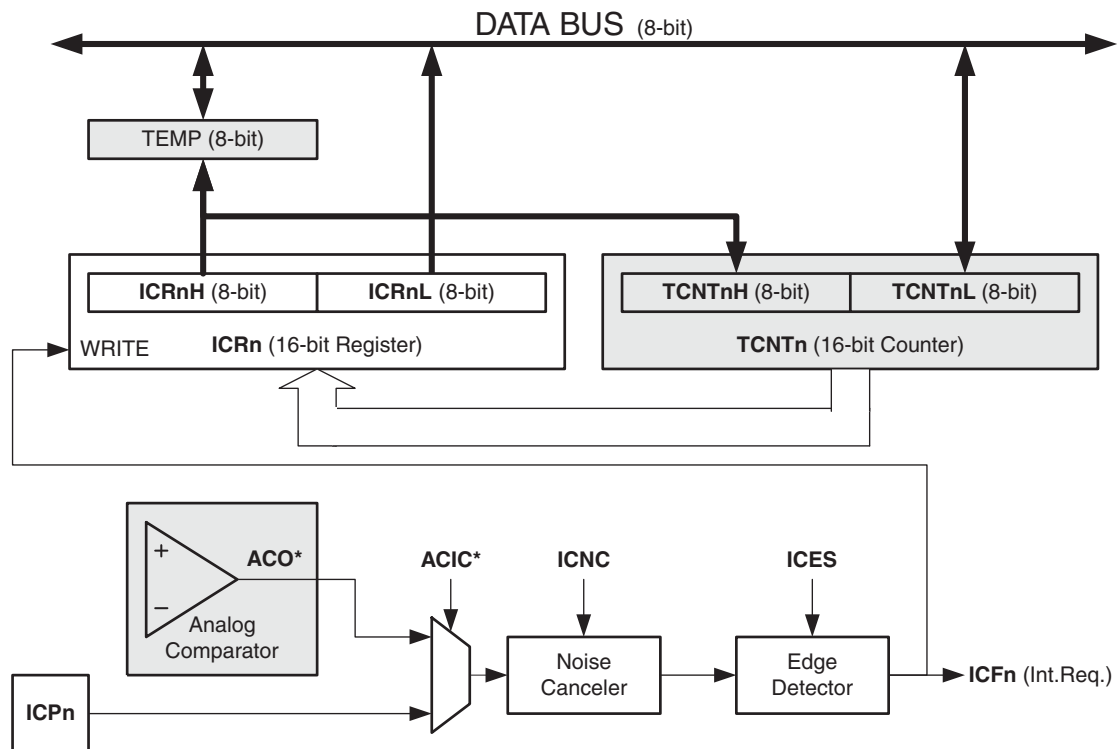 DATA BUS (8-bit)
TEMP (8-bit)
ICRnH (8-bit)
ICRnL (8-bit)
TCNTnH (8-bit)
TCNTnL (8-bit)
WRITE
ICRn (16-bit Register)
TCNTn (16-bit Counter)
+
−
ACO*
Analog
Comparator
ACIC*
ICNC
ICES
Noise
Canceler
Edge
Detector
ICFn (Int.Req.)
ICPn